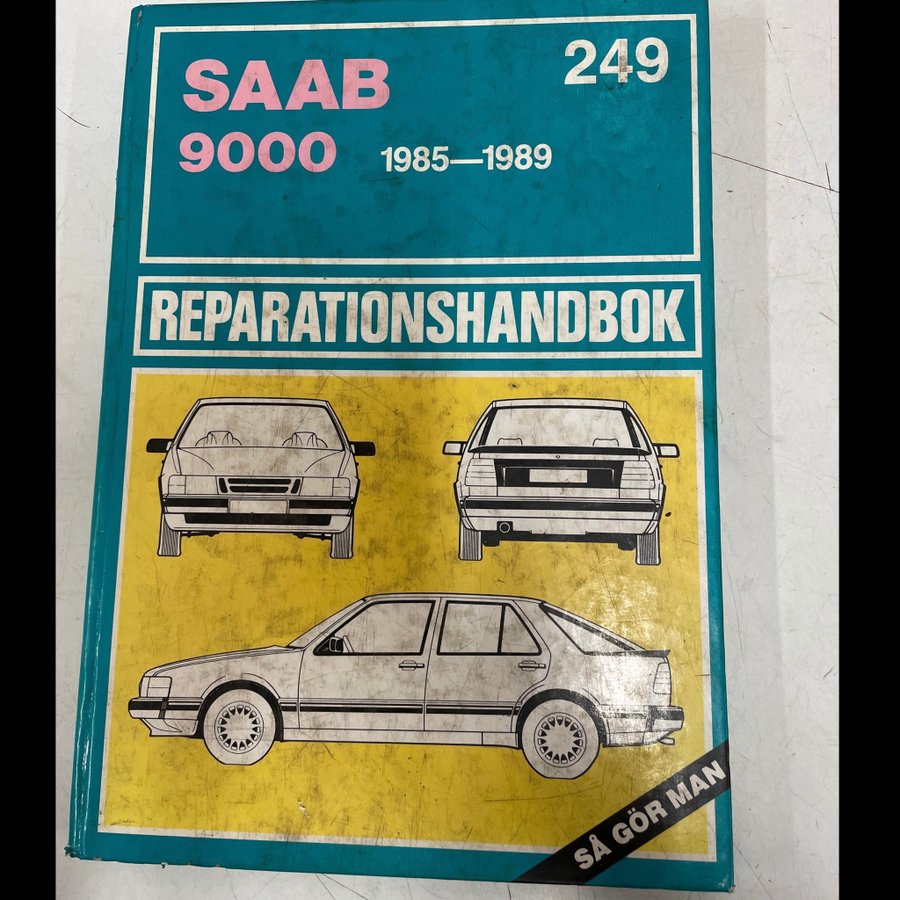 249
SAAB
9000 1985—1989
REPARATIONSHANDBOK
SÅ GÖR MAN